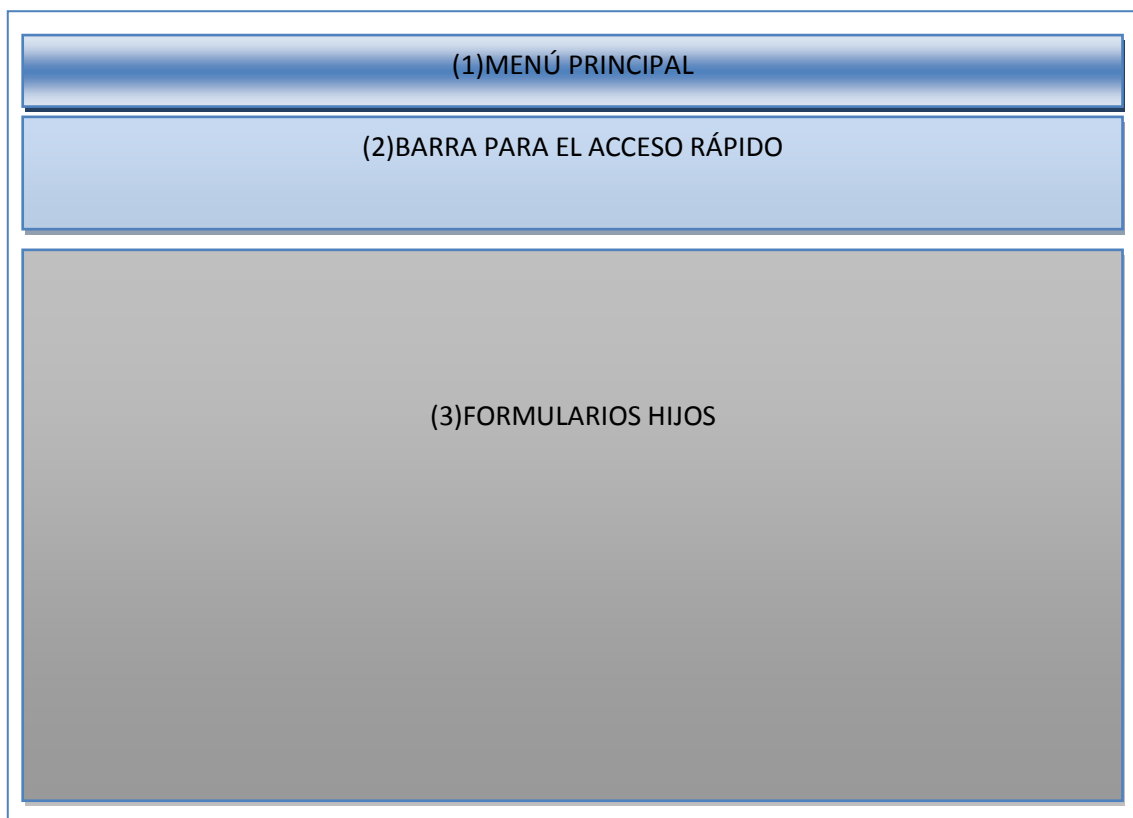 (1)MENÚ PRINCIPAL
(2)BARRA PARA EL ACCESO RÁPIDO
(3)FORMULARIOS HIJOS